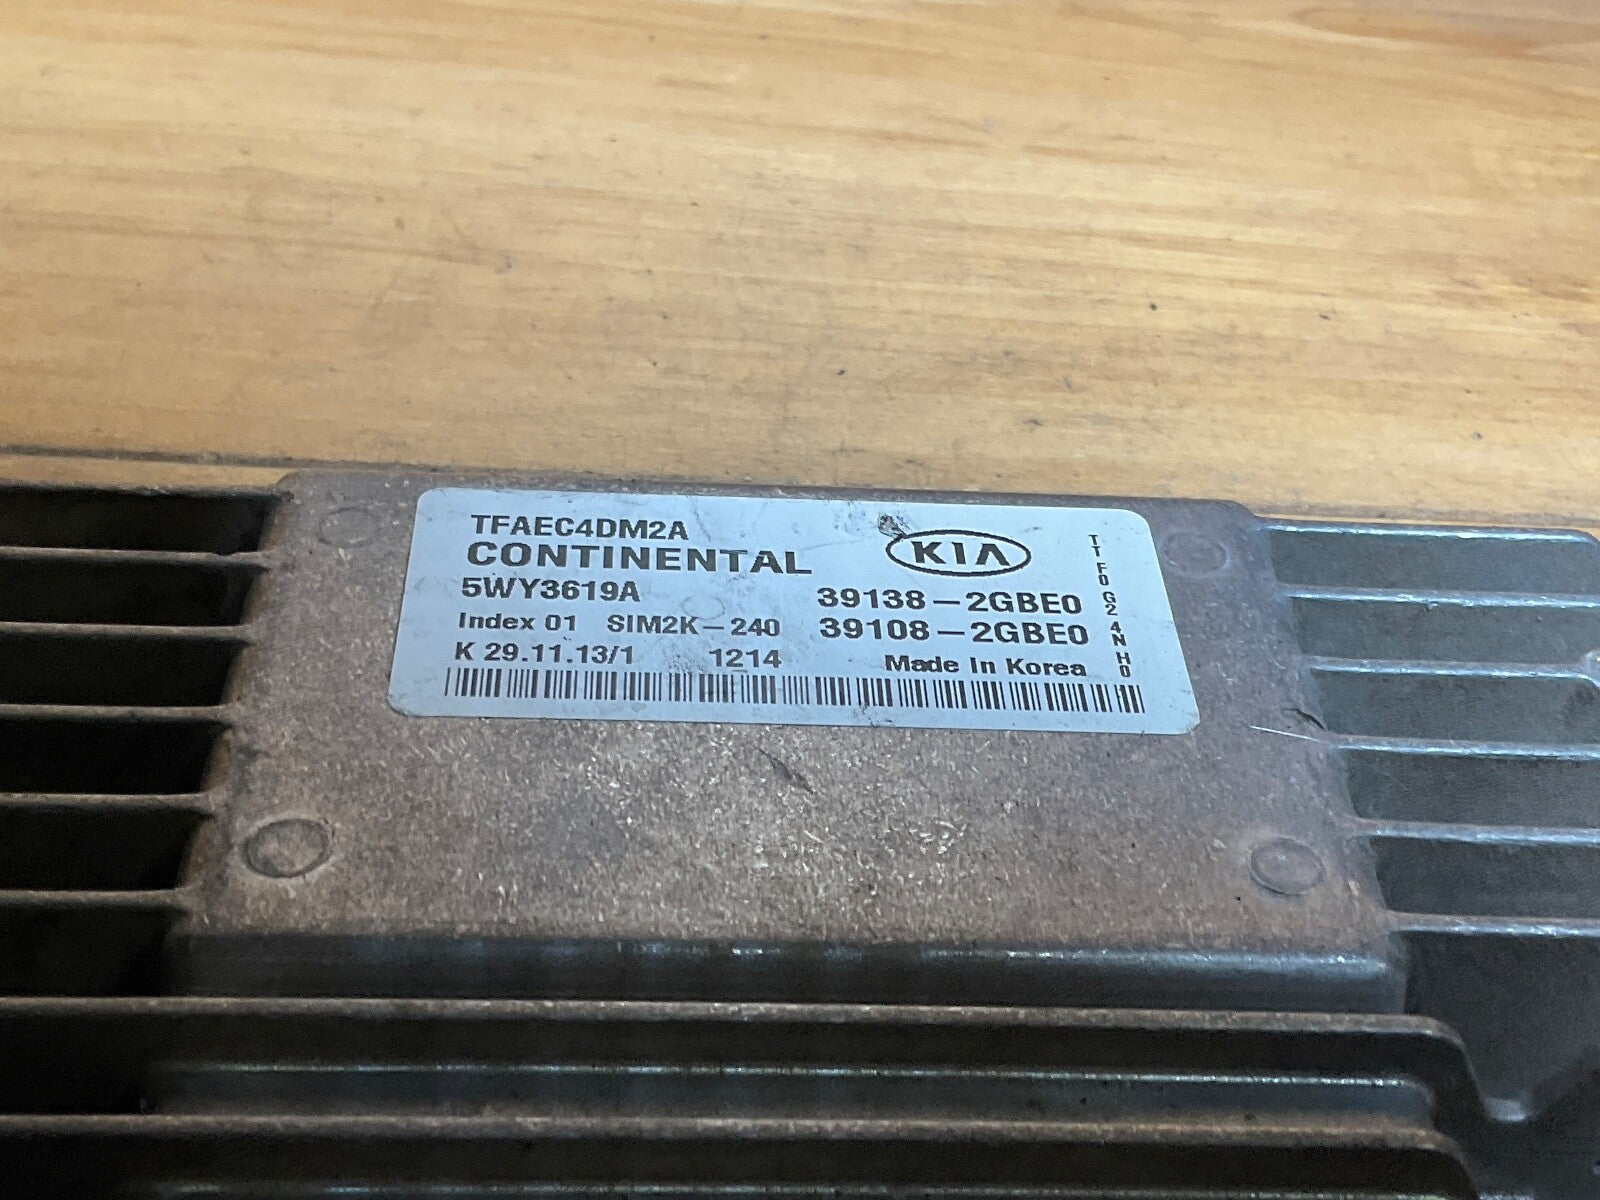 TFAEC4DM2A
CONTINENTAL
KIA
5WY3619A
39138-2GBE0
Index 01 SIM2K-240
39108-2GBE0
K 29.11.13/1 1214
Made In Korea
TTF0G24NH0